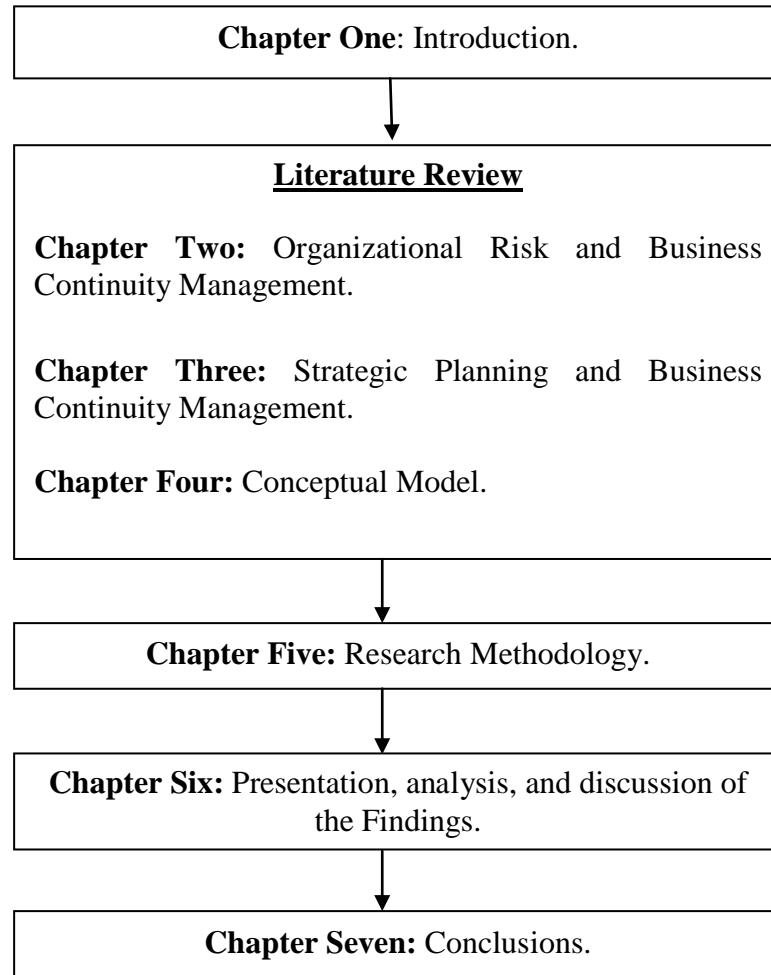 Chapter One: Introduction.
Literature Review
Chapter Two: Organizational Risk and Business
Continuity Management.
Chapter Three: Strategic Planning and Business
Continuity Management.
Chapter Four: Conceptual Model.
Chapter Five: Research Methodology.
Chapter Six: Presentation, analysis, and discussion of
the Findings.
Chapter Seven: Conclusions.